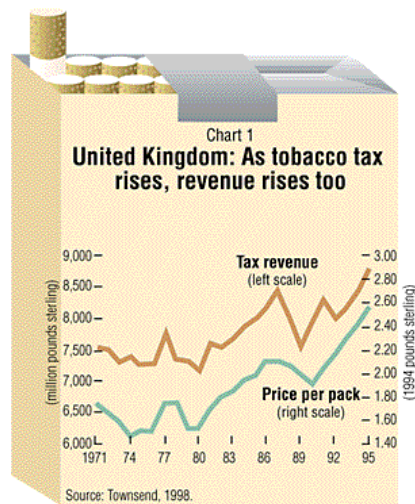 Chart 1
United Kingdom: As tobacco tax
rises, revenue rises too
Tax revenue
(left scale)
Price per pack
(right scale)
(million pounds sterling)
9,000
8,500
8,000
7,500
7,000
6,500
6,000
(1994 pounds sterling)
3.00
2.80
2.60
2.40
2.20
2.00
1.80
1.60
1.40
1971 74 77 80 83 86 89 92 95
Source: Townsend, 1998.